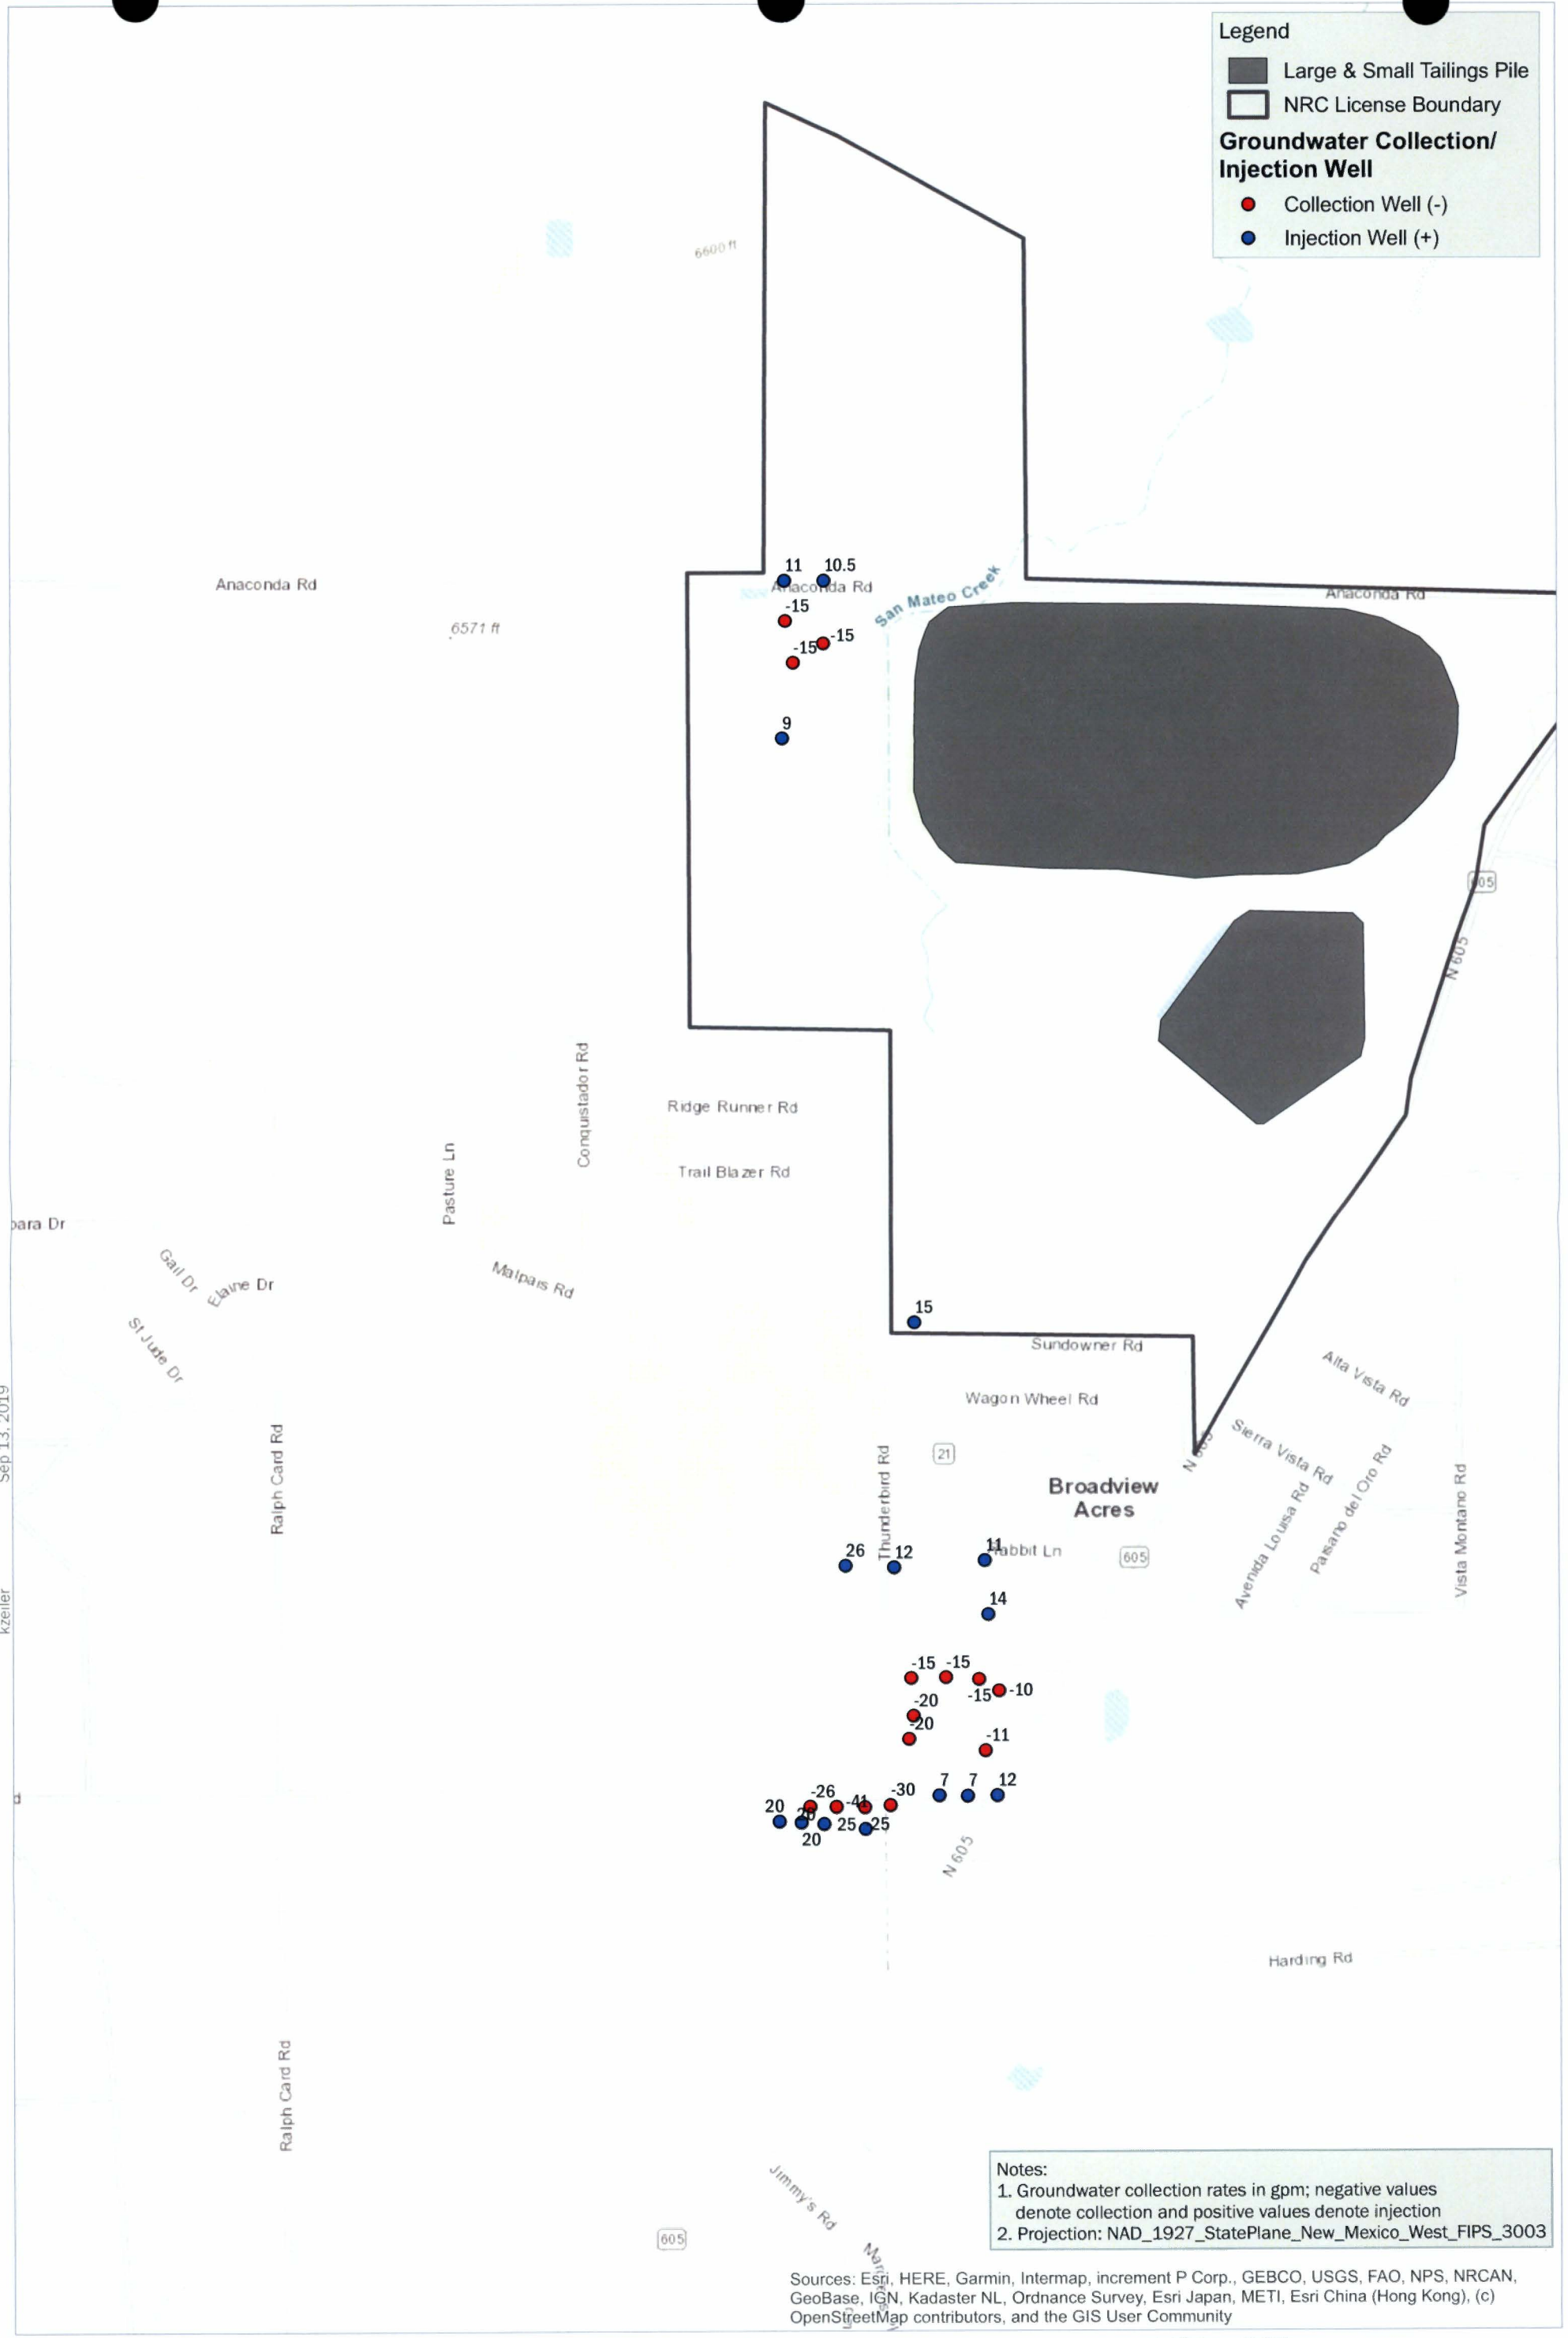 Legend
Large & Small Tailings Pile
NRC License Boundary
Groundwater Collection/
Injection Well
Collection Well (-)
Injection Well (+)
6600 ft
11
10.5
Anaconda Rd
Anaconda Rd
San Mateo Creek
Anaconda Rd
-15
6571 ft
-15
-15
9
605
N 605
Conquistador Rd
Ridge Runner Rd
Pasture Ln
Trail Blazer Rd
Gail Dr
Elaine Dr
Malpais Rd
St Jude Dr
15
Sundowner Rd
Alta Vista Rd
Wagon Wheel Rd
Sep 13, 2019
Ralph Card Rd
Thunderbird Rd
21
N 605
Sierra Vista Rd
Broadview
Acres
Avenida Louisa Rd
Paisano del Oro Rd
Vista Montano Rd
26
12
11
Rabbit Ln
605
kzeiler
14
-15
-15
-15
-10
-20
-20
-11
7
7
12
-26
-41
-30
20
20
20
25
25
N 605
Harding Rd
Ralph Card Rd
Jimmy's Rd
605
Notes:
1. Groundwater collection rates in gpm; negative values
denote collection and positive values denote injection
2. Projection: NAD_1927_StatePlane_New_Mexico_West_FIPS_3003
Sources: Esri, HERE, Garmin, Intermap, increment P Corp., GEBCO, USGS, FAO, NPS, NRCAN,
GeoBase, IGN, Kadaster NL, Ordnance Survey, Esri Japan, METI, Esri China (Hong Kong), (c)
OpenStreetMap contributors, and the GIS User Community